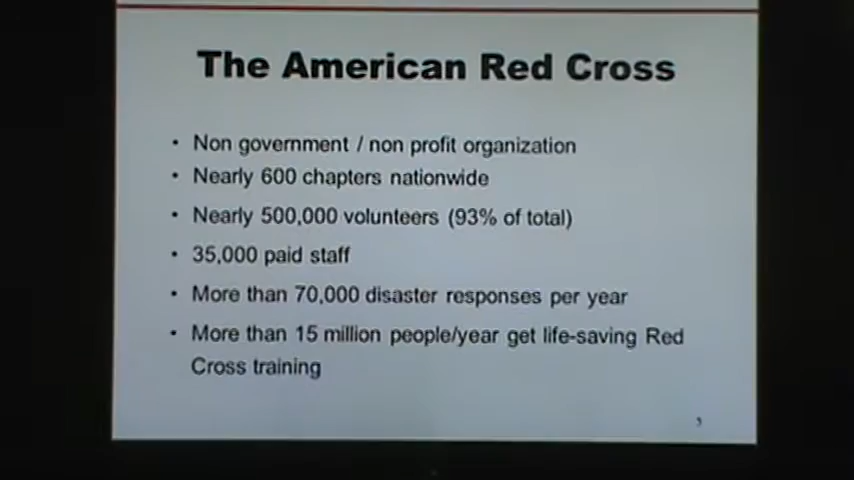 The American Red Cross
• Non government / non profit organization
• Nearly 600 chapters nationwide
• Nearly 500,000 volunteers (93% of total)
• 35,000 paid staff
• More than 70,000 disaster responses per year
• More than 15 million people/year get life-saving Red
Cross training